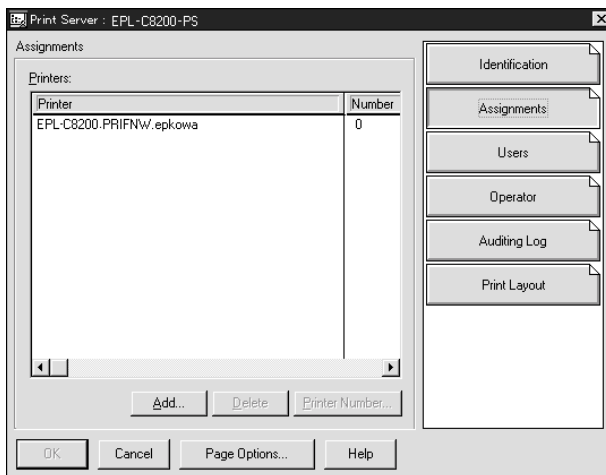 Print Server : EPL-C8200-PS
Assignments
Printers:
Printer Number
EPL-C8200.PRIFNW.epkowa 0
Add... Delete Printer Number...
OK Cancel Page Options... Help
Identification
Assignments
Users
Operator
Auditing Log
Print Layout